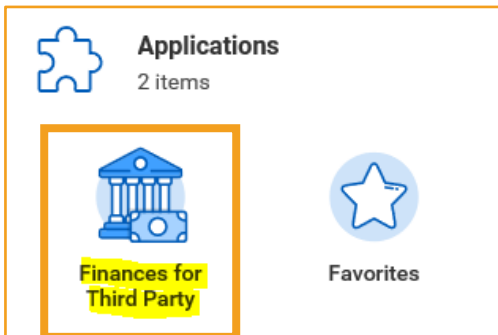 Applications
2 items
Finances for
Third Party
Favorites